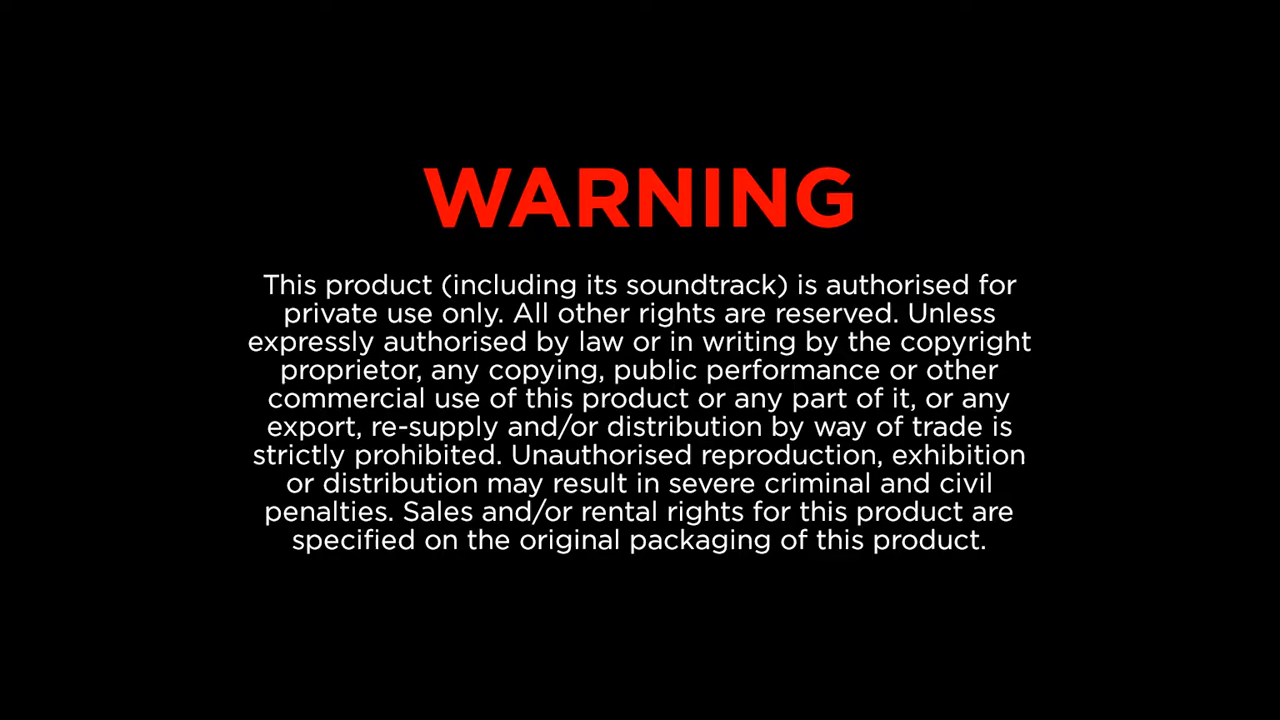 WARNING
This product (including its soundtrack) is authorised for
private use only. All other rights are reserved. Unless
expressly authorised by law or in writing by the copyright
proprietor, any copying, public performance or other
commercial use of this product or any part of it, or any
export, re-supply and/or distribution by way of trade is
strictly prohibited. Unauthorised reproduction, exhibition
or distribution may result in severe criminal and civil
penalties. Sales and/or rental rights for this product are
specified on the original packaging of this product.